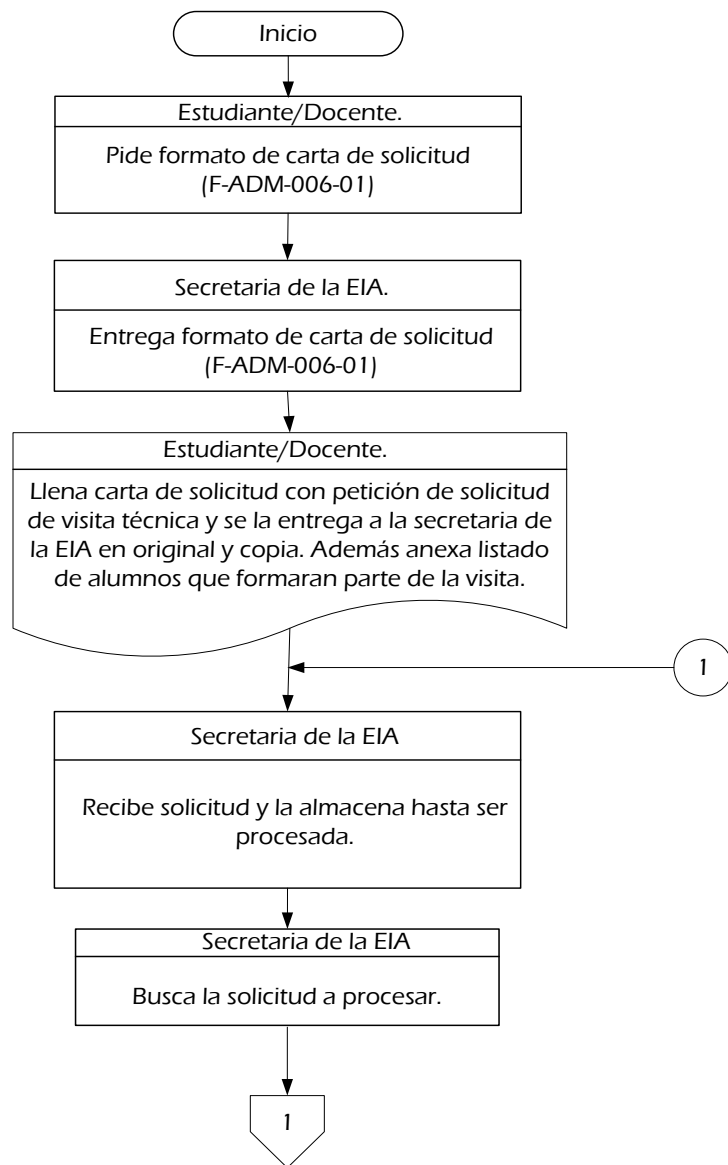 Inicio
Estudiante/Docente.
Pide formato de carta de solicitud
(F-ADM-006-01)
Secretaria de la EIA.
Entrega formato de carta de solicitud
(F-ADM-006-01)
Estudiante/Docente.
Llena carta de solicitud con petición de solicitud
de visita técnica y se la entrega a la secretaria de
la EIA en original y copia. Además anexa listado
de alumnos que formaran parte de la visita.
1
Secretaria de la EIA
Recibe solicitud y la almacena hasta ser
procesada.
Secretaria de la EIA
Busca la solicitud a procesar.
1